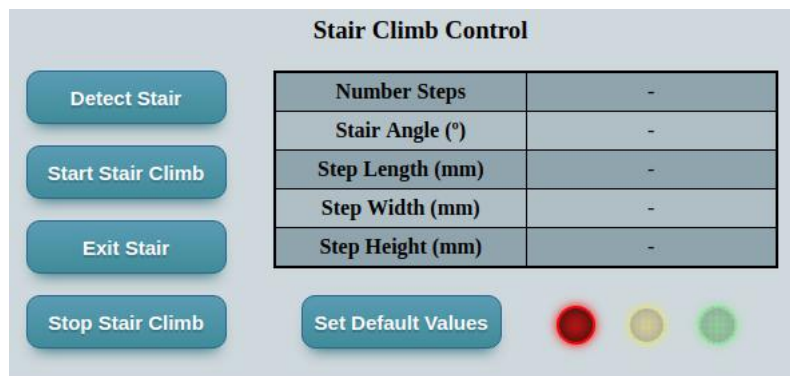 Stair Climb Control
Detect Stair
Start Stair Climb
Exit Stair
Stop Stair Climb
Number Steps -
Stair Angle (º) -
Step Length (mm) -
Step Width (mm) -
Step Height (mm) -
Set Default Values